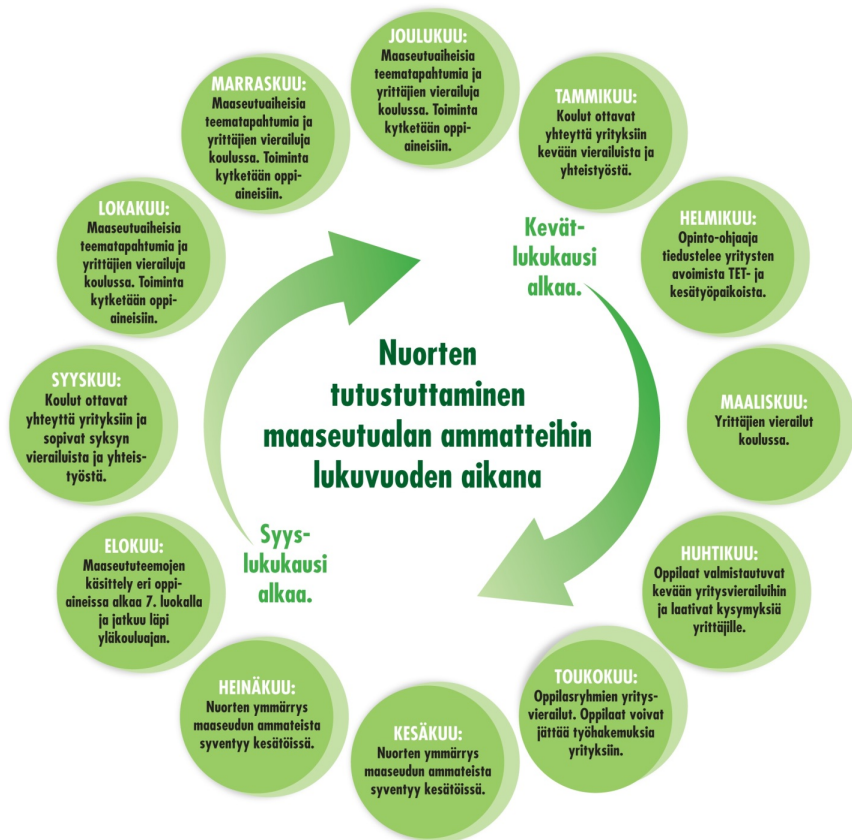 JOULUKUU:
Maaseutuaiheisia
teematapahtumia ja
yrittäjien vierailuja
koulussa. Toiminta
kytketään oppi-
aineisiin.
TAMMIKUU:
Koulut ottavat
yhteyttä yrityksiin
kevään vierailuista ja
yhteistyöstä.
HELMIKUU:
Opinto-ohjaaja
tiedustelee yritysten
avoimista TET- ja
kesätyöpaikoista.
MAALISKUU:
Yrittäjien vierailut
koulussa.
HUHTIKUU:
Oppilaat valmistautuvat
kevään yritysvierailuihin
ja laativat kysymyksiä
yrittäjille.
TOUKOKUU:
Oppilasryhmien yritys-
vierailut. Oppilaat voivat
jättää työhakemuksia
yrityksiin.
KESÄKUU:
Nuorten ymmärrys
maaseudun ammateista
syventyy kesätöissä.
HEINÄKUU:
Nuorten ymmärrys
maaseudun ammateista
syventyy kesätöissä.
ELOKUU:
Maaseututeemojen
käsittely eri oppi-
aineissa alkaa 7. luokalla
ja jatkuu läpi
yläkouluajan.
SYYSKUU:
Koulut ottavat
yhteyttä yrityksiin ja
sopivat syksyn
vierailuista ja yhteis-
työstä.
LOKAKUU:
Maaseutuaiheisia
teematapahtumia ja
yrittäjien vierailuja
koulussa. Toiminta
kytketään oppi-
aineisiin.
MARRASKUU:
Maaseutuaiheisia
teematapahtumia ja
yrittäjien vierailuja
koulussa. Toiminta
kytketään oppi-
aineisiin.
Kevät-
lukukausi
alkaa.
Nuorten
tutustuttaminen
maaseutualan ammatteihin
lukuvuoden aikana
Syys-
lukukausi
alkaa.